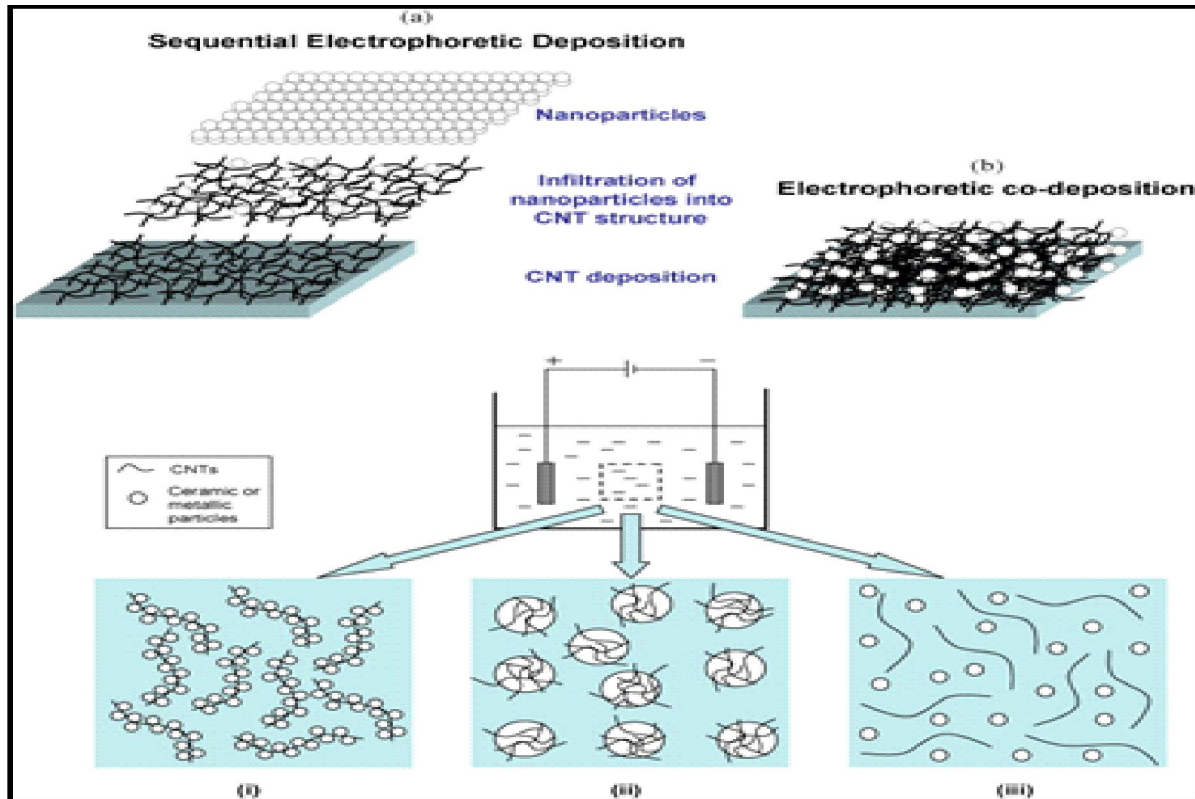 (a)
Sequential Electrophoretic Deposition
Nanoparticles
Infiltration of
nanoparticles into
CNT structure
CNT deposition
(b)
Electrophoretic co-deposition
+
−
CNTs
Ceramic or
metallic
particles
(i)
(ii)
(iii)